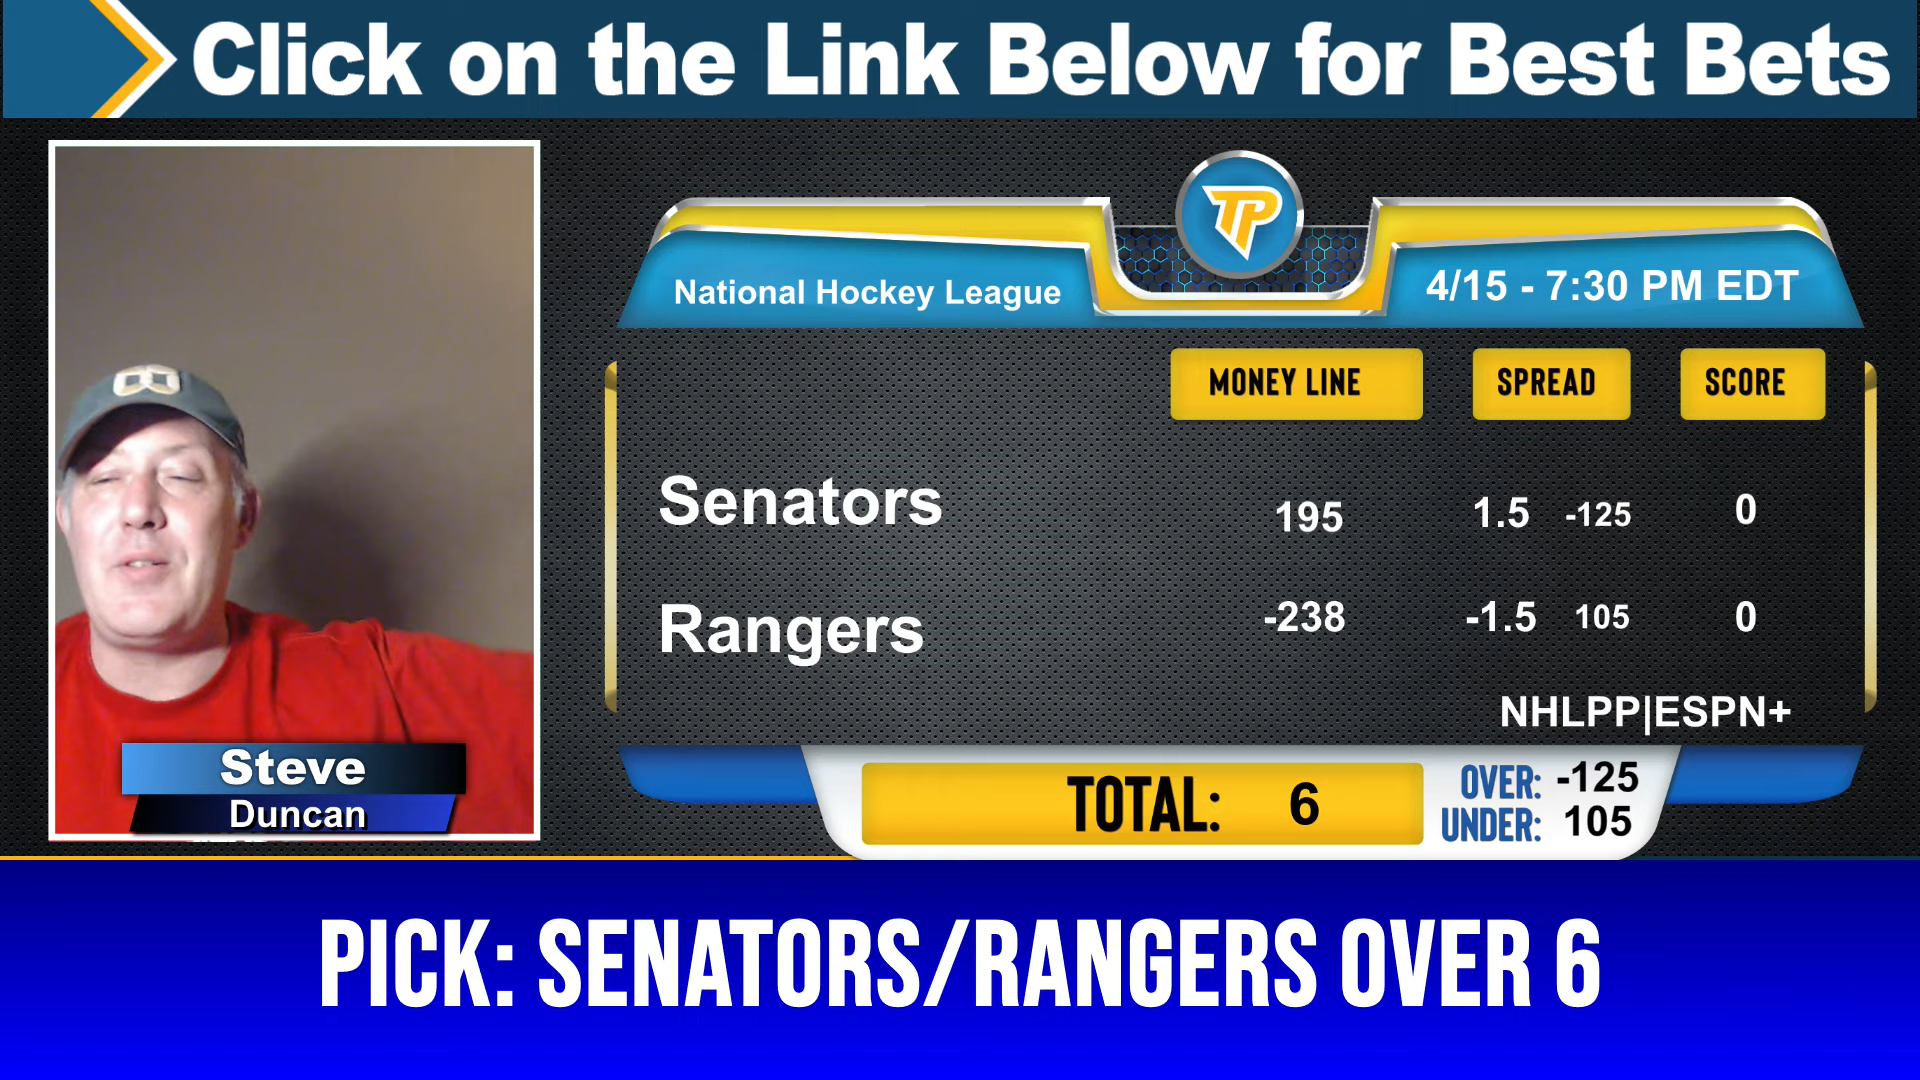 Click on the Link Below for Best Bets
TP
National Hockey League
4/15 - 7:30 PM EDT
MONEY LINE SPREAD SCORE
Senators 195 1.5 -125 0
Rangers -238 -1.5 105 0
NHLPP|ESPN+
Steve
Duncan
TOTAL: 6
OVER: -125
UNDER: 105
PICK: SENATORS/RANGERS OVER 6